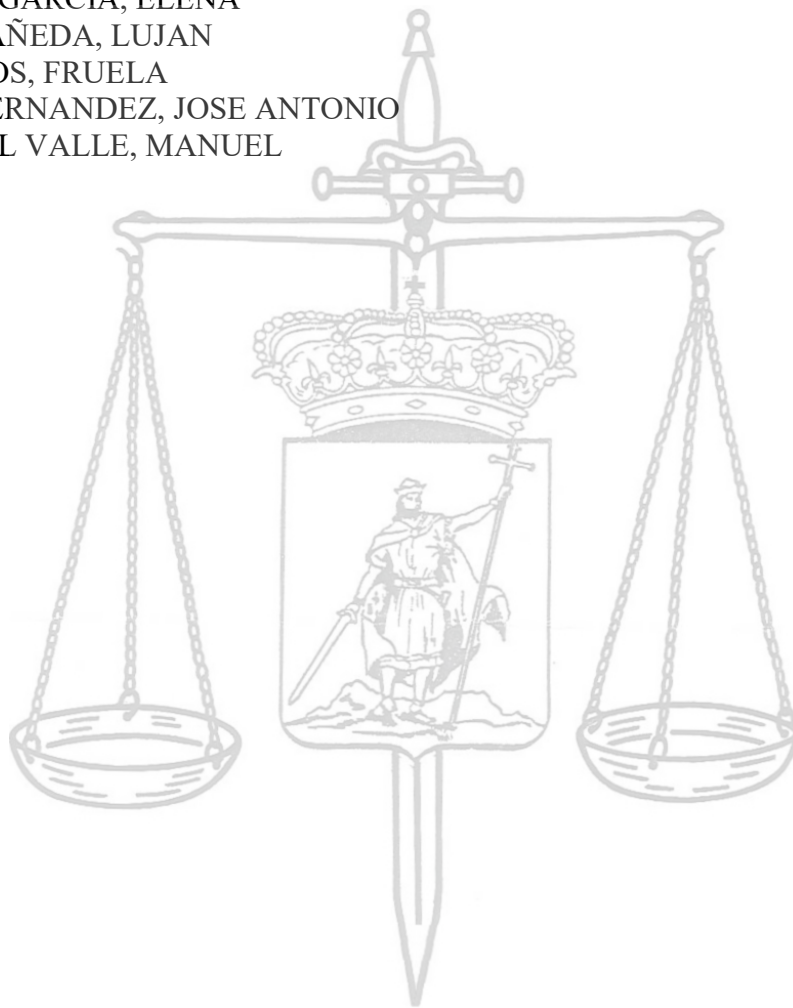 GARCIA, ELENA
AÑEDA, LUJAN
OS, FRUELA
ERNANDEZ, JOSE ANTONIO
L VALLE, MANUEL